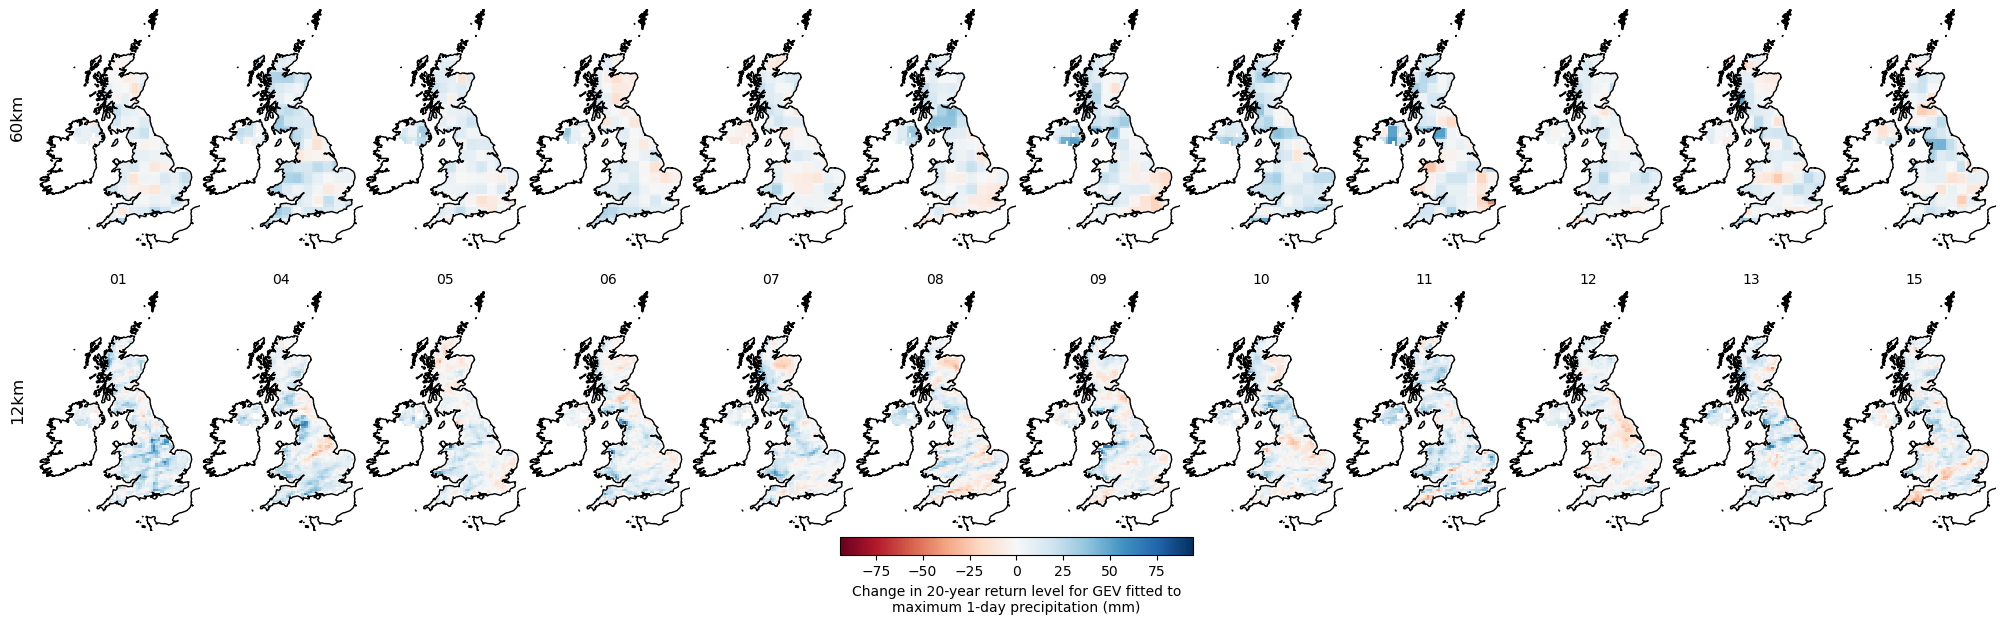 60km
01 04 05 06 07 08 09 10 11 12 13 15
12km
−75 −50 −25 0 25 50 75
Change in 20-year return level for GEV fitted to
maximum 1-day precipitation (mm)